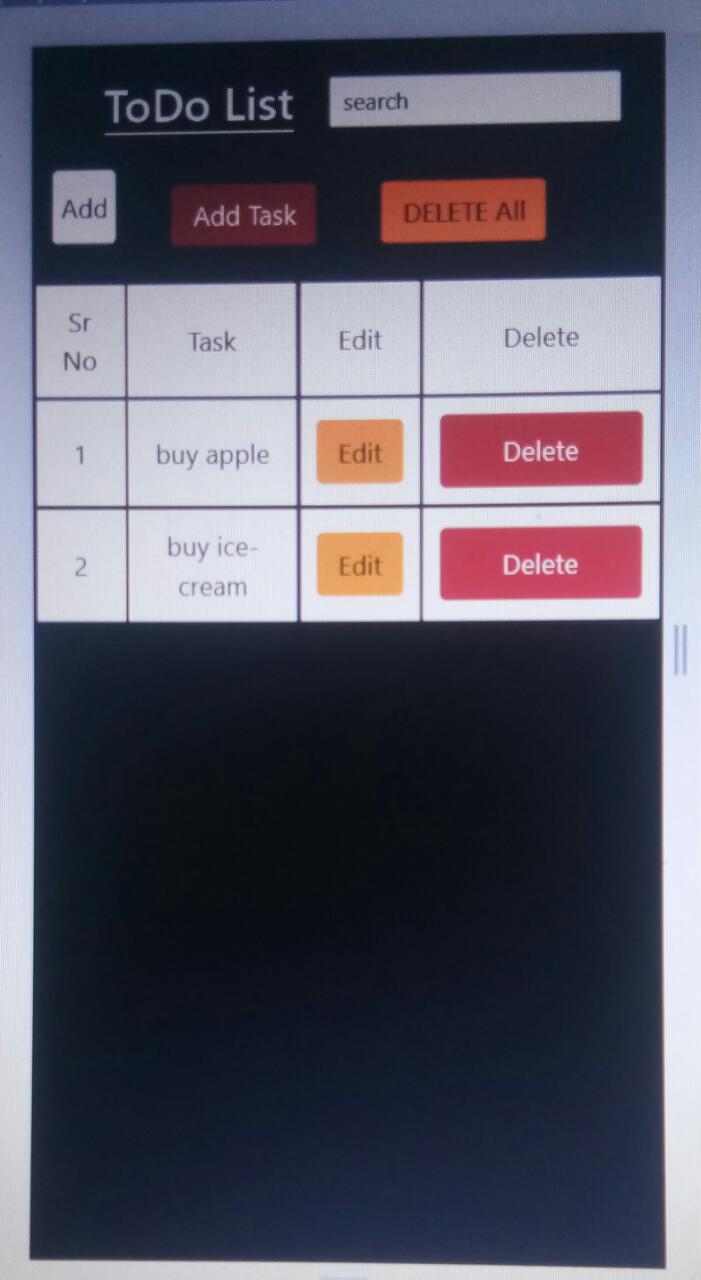 ToDo List
search
Add
Add Task
DELETE All
Sr No
Task
Edit
Delete
1
buy apple
Edit
Delete
2
buy ice-
cream
Edit
Delete